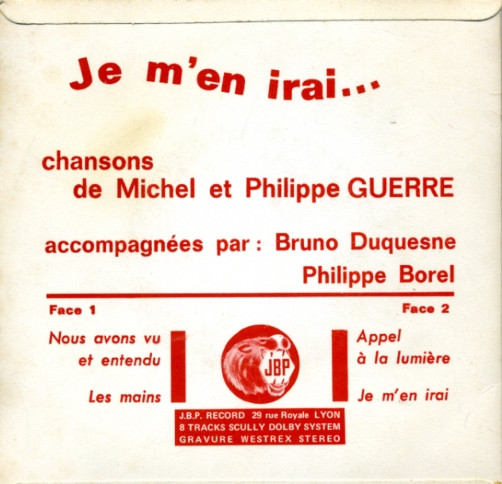 Je m'en irai...
chansons
de Michel et Philippe GUERRE
accompagnées par : Bruno Duquesne
Philippe Borel
Face 1
Nous avons vu
et entendu
Les mains
Face 2
Appel
à la lumière
Je m'en irai
JBP
J.B.P. RECORD 29 rue Royale LYON
8 TRACKS SCULLY DOLBY SYSTEM
GRAVURE WESTREX STEREO